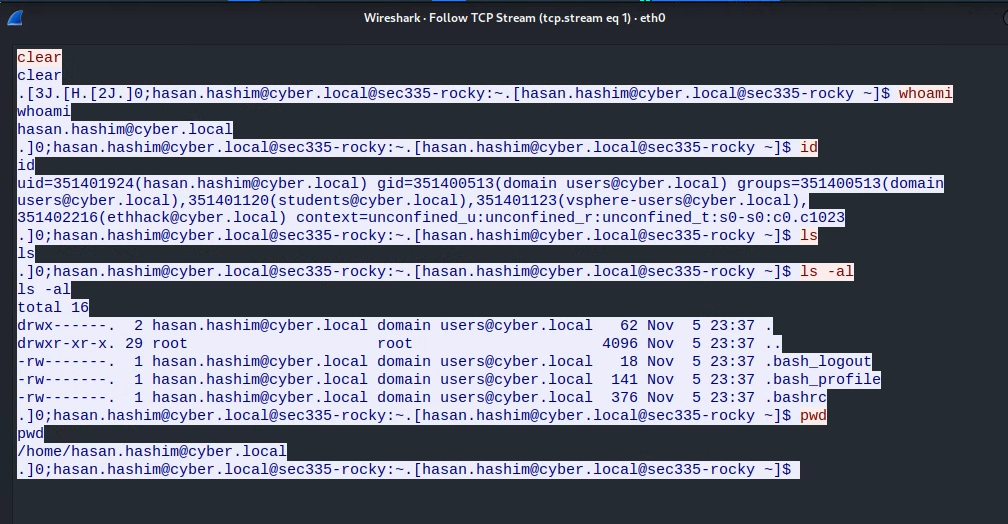 Wireshark · Follow TCP Stream (tcp.stream eq 1) · eth0
clear
clear
.[3J.[H.[2J.]0;hasan.hashim@cyber.local@sec335-rocky:~.[hasan.hashim@cyber.local@sec335-rocky ~]$ whoami
whoami
hasan.hashim@cyber.local
.]0;hasan.hashim@cyber.local@sec335-rocky:~.[hasan.hashim@cyber.local@sec335-rocky ~]$ id
id
uid=351401924(hasan.hashim@cyber.local) gid=351400513(domain users@cyber.local) groups=351400513(domain
users@cyber.local),351401120(students@cyber.local),351401123(vsphere-users@cyber.local),
351402216(ethhack@cyber.local) context=unconfined_u:unconfined_r:unconfined_t:s0-s0:c0.c1023
.]0;hasan.hashim@cyber.local@sec335-rocky:~.[hasan.hashim@cyber.local@sec335-rocky ~]$ ls
ls
.]0;hasan.hashim@cyber.local@sec335-rocky:~.[hasan.hashim@cyber.local@sec335-rocky ~]$ ls -al
ls -al
total 16
drwx------.  2 hasan.hashim@cyber.local domain users@cyber.local   62 Nov  5 23:37 .
drwxr-xr-x. 29 root                     root                     4096 Nov  5 23:37 ..
-rw-------.  1 hasan.hashim@cyber.local domain users@cyber.local   18 Nov  5 23:37 .bash_logout
-rw-------.  1 hasan.hashim@cyber.local domain users@cyber.local  141 Nov  5 23:37 .bash_profile
-rw-------.  1 hasan.hashim@cyber.local domain users@cyber.local  376 Nov  5 23:37 .bashrc
.]0;hasan.hashim@cyber.local@sec335-rocky:~.[hasan.hashim@cyber.local@sec335-rocky ~]$ pwd
pwd
/home/hasan.hashim@cyber.local
.]0;hasan.hashim@cyber.local@sec335-rocky:~.[hasan.hashim@cyber.local@sec335-rocky ~]$